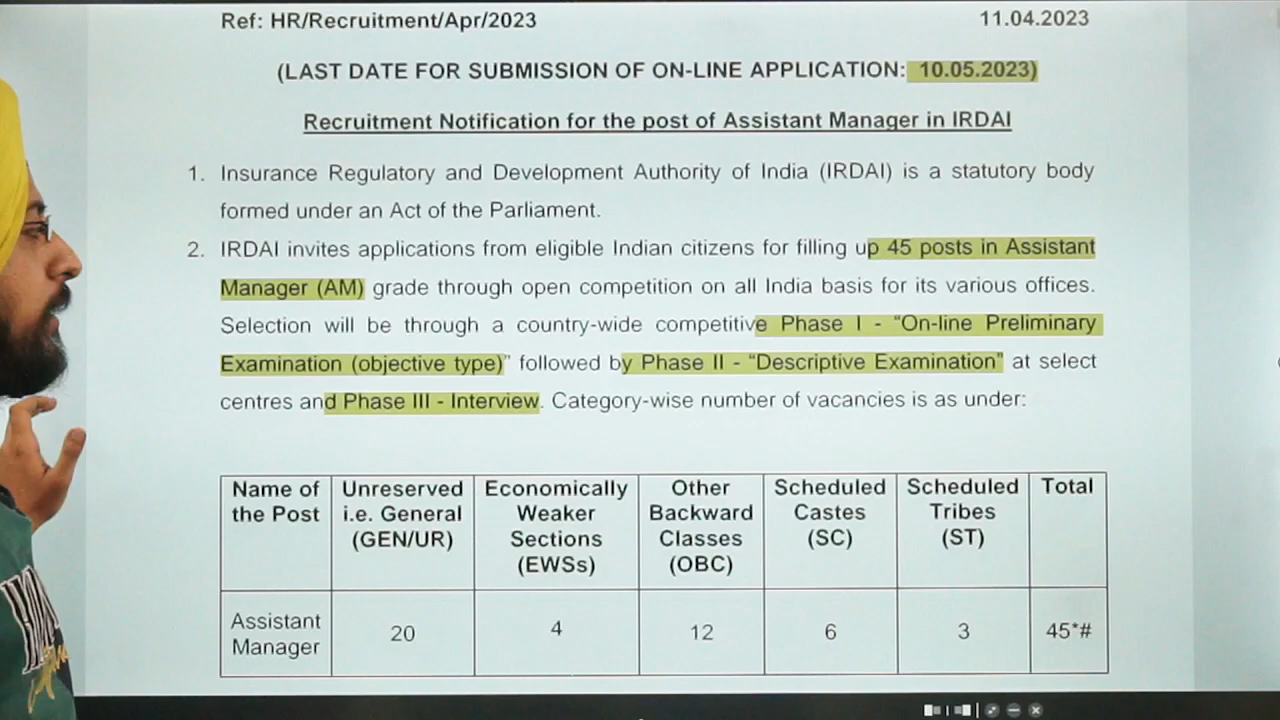 Ref: HR/Recruitment/Apr/2023 11.04.2023
(LAST DATE FOR SUBMISSION OF ON-LINE APPLICATION: 10.05.2023)
Recruitment Notification for the post of Assistant Manager in IRDAI
1. Insurance Regulatory and Development Authority of India (IRDAI) is a statutory body
formed under an Act of the Parliament.
2. IRDAI invites applications from eligible Indian citizens for filling up 45 posts in Assistant
Manager (AM) grade through open competition on all India basis for its various offices.
Selection will be through a country-wide competitive Phase I - “On-line Preliminary
Examination (objective type)” followed by Phase II - “Descriptive Examination” at select
centres and Phase III - Interview. Category-wise number of vacancies is as under:
Name of the Post
Unreserved i.e. General (GEN/UR)
Economically Weaker Sections (EWSs)
Other Backward Classes (OBC)
Scheduled Castes (SC)
Scheduled Tribes (ST)
Total
Assistant Manager
20
4
12
6
3
45*#